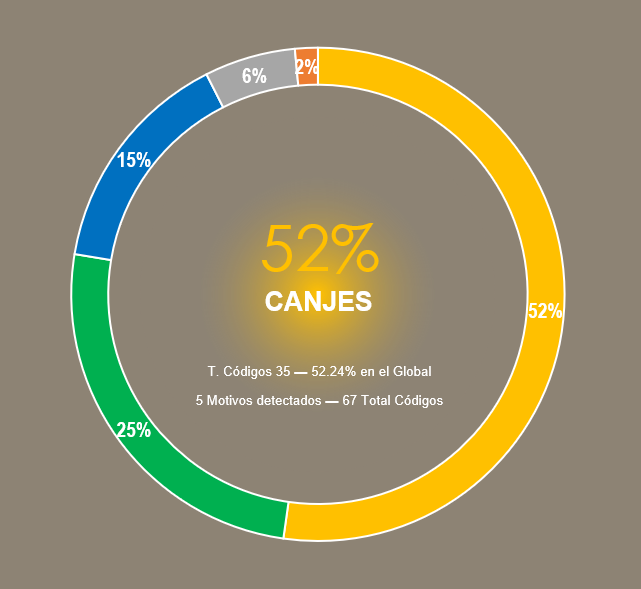 2%
6%
15%
52%
CANJES
52%
T. Códigos 35 — 52.24% en el Global
5 Motivos detectados — 67 Total Códigos
25%